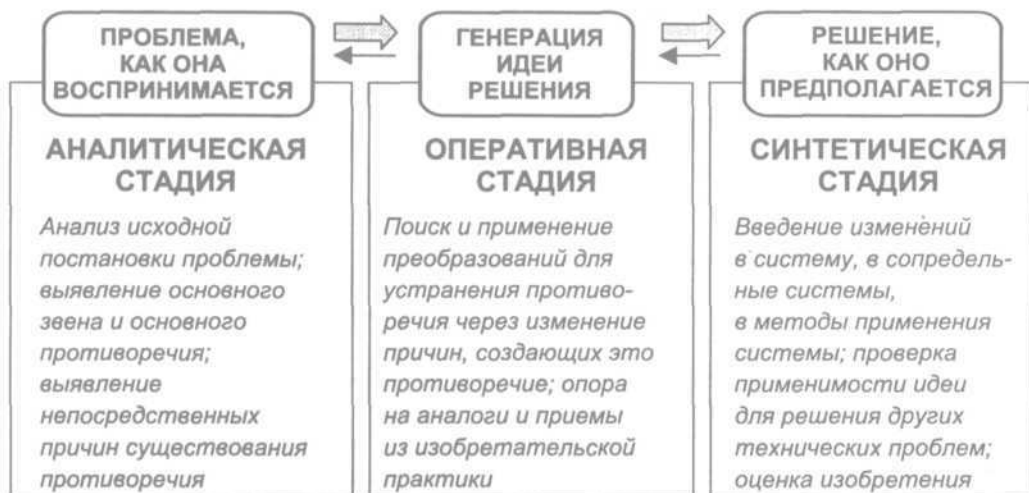 ПРОБЛЕМА,
КАК ОНА
ВОСПРИНИМАЕТСЯ
АНАЛИТИЧЕСКАЯ
СТАДИЯ
Анализ исходной
постановки проблемы;
выявление основного
звена и основного
противоречия;
выявление
непосредственных
причин существования
противоречия
ГЕНЕРАЦИЯ
ИДЕИ
РЕШЕНИЯ
ОПЕРАТИВНАЯ
СТАДИЯ
Поиск и применение
преобразований для
устранения противо-
речия через изменение
причин, создающих это
противоречие; опора
на аналоги и приемы
из изобретательской
практики
РЕШЕНИЕ,
КАК ОНО
ПРЕДПОЛАГАЕТСЯ
СИНТЕТИЧЕСКАЯ
СТАДИЯ
Введение изменений
в систему, в сопредель-
ные системы,
в методы применения
системы; проверка
применимости идеи
для решения других
технических проблем;
оценка изобретения